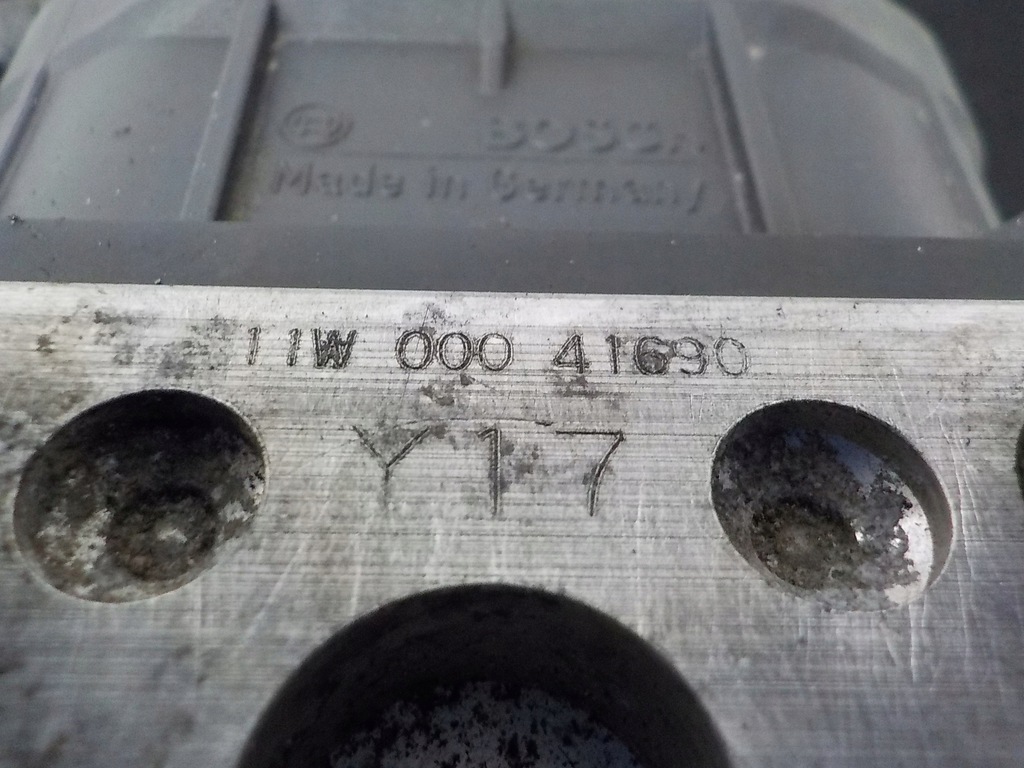 BOSCH
Made in Germany
11W 000 41690
Y17